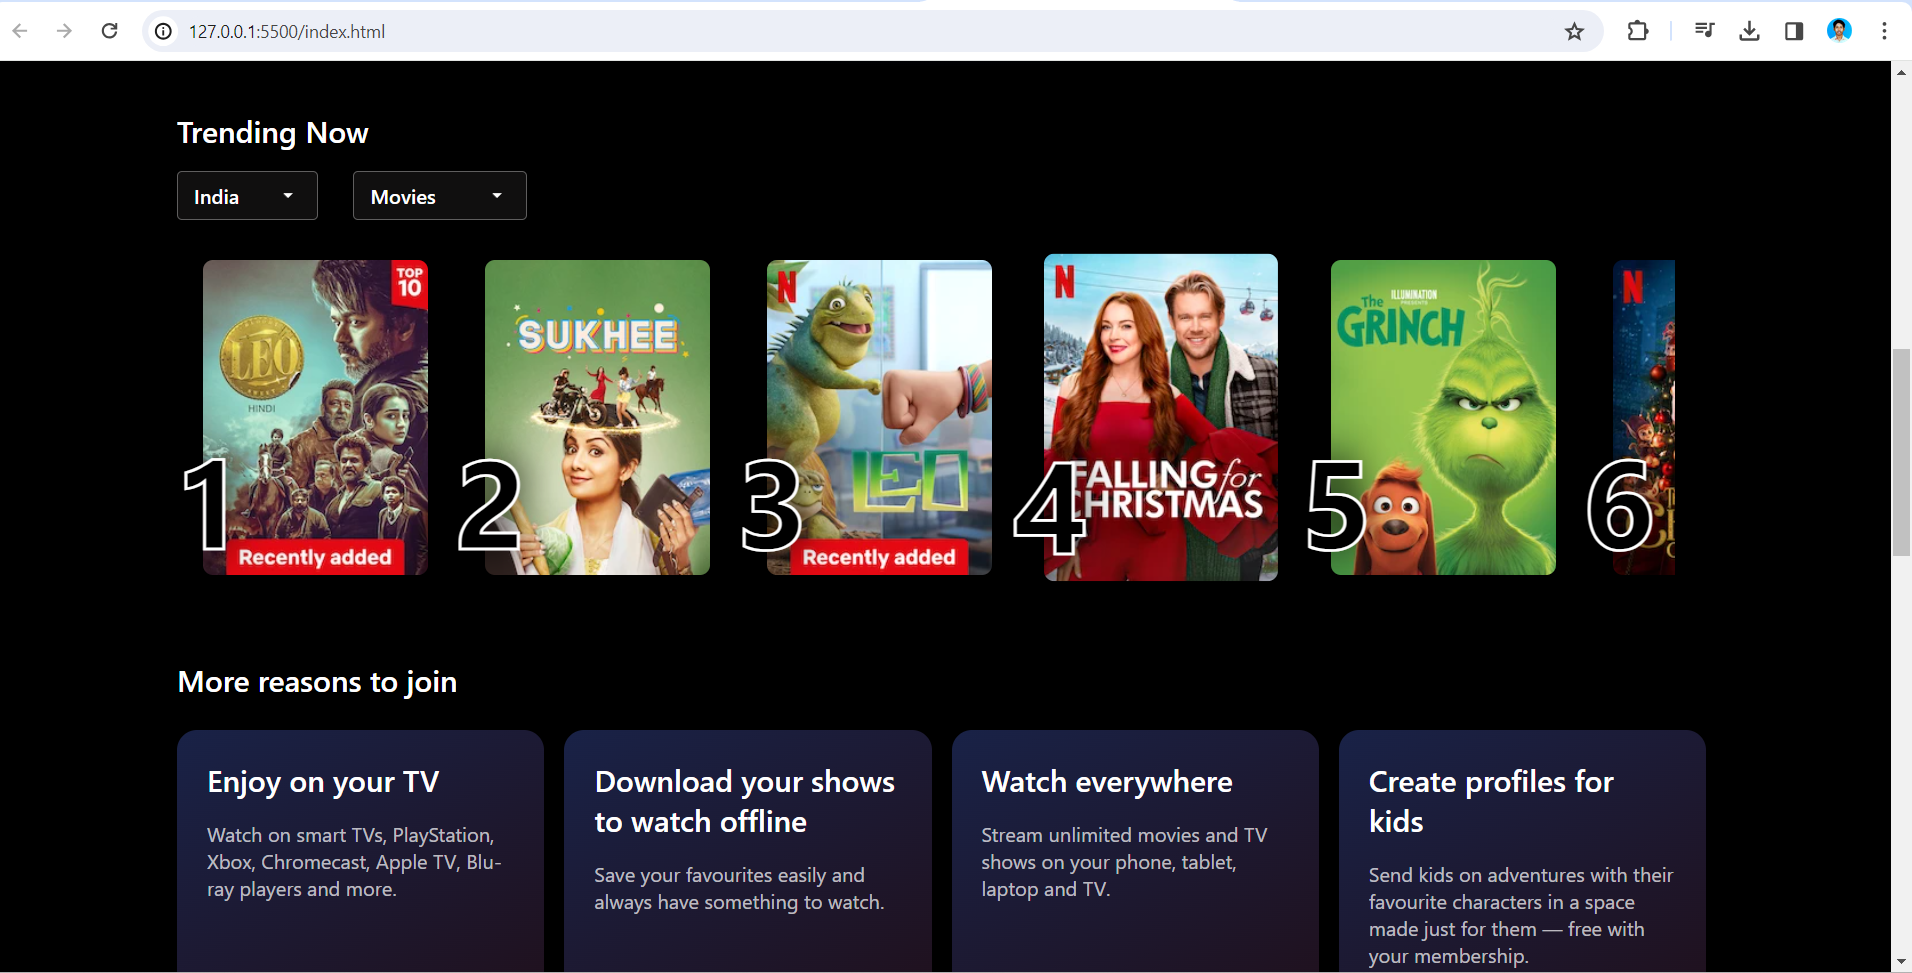 127.0.0.1:5500/index.html
Trending Now
India
Movies
TOP
10
LEO
HINDI
1
Recently added
SUKHEE
2
N
LEO
3
Recently added
N
FALLING for
CHRISTMAS
4
ILLUMINATION
PRESENTS
The
GRINCH
5
N
6
More reasons to join
Enjoy on your TV
Watch on smart TVs, PlayStation,
Xbox, Chromecast, Apple TV, Blu-
ray players and more.
Download your shows
to watch offline
Save your favourites easily and
always have something to watch.
Watch everywhere
Stream unlimited movies and TV
shows on your phone, tablet,
laptop and TV.
Create profiles for
kids
Send kids on adventures with their
favourite characters in a space
made just for them — free with
your membership.